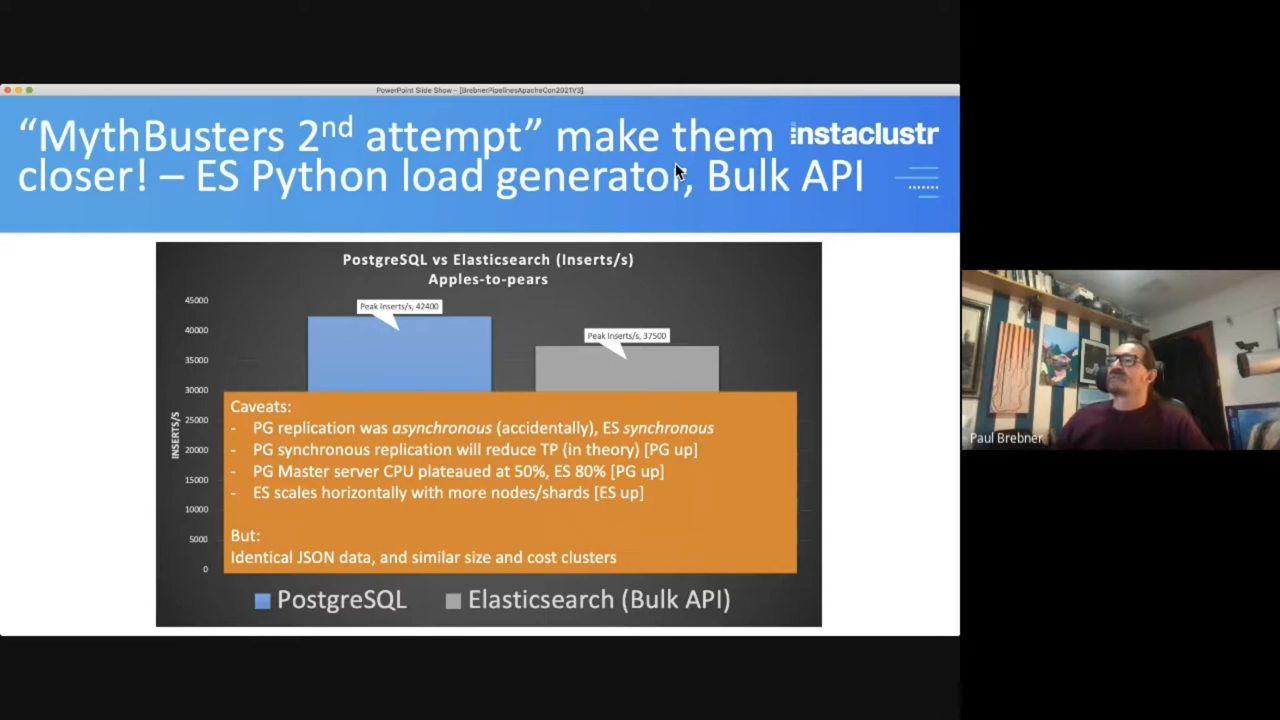 PowerPoint Slide Show - [BrebnerPipelinesApacheCon2021V3]
“MythBusters 2nd attempt” make them
closer! – ES Python load generator, Bulk API
instaclustr
PostgreSQL vs Elasticsearch (Inserts/s)
Apples-to-pears
45000
40000
35000
30000
25000
20000
15000
10000
5000
0
INSERTS/S
Peak Inserts/s, 42400
Peak Inserts/s, 37500
Caveats:
- PG replication was asynchronous (accidentally), ES synchronous
- PG synchronous replication will reduce TP (in theory) [PG up]
- PG Master server CPU plateaued at 50%, ES 80% [PG up]
- ES scales horizontally with more nodes/shards [ES up]
But:
Identical JSON data, and similar size and cost clusters
PostgreSQL
Elasticsearch (Bulk API)
Paul Brebner